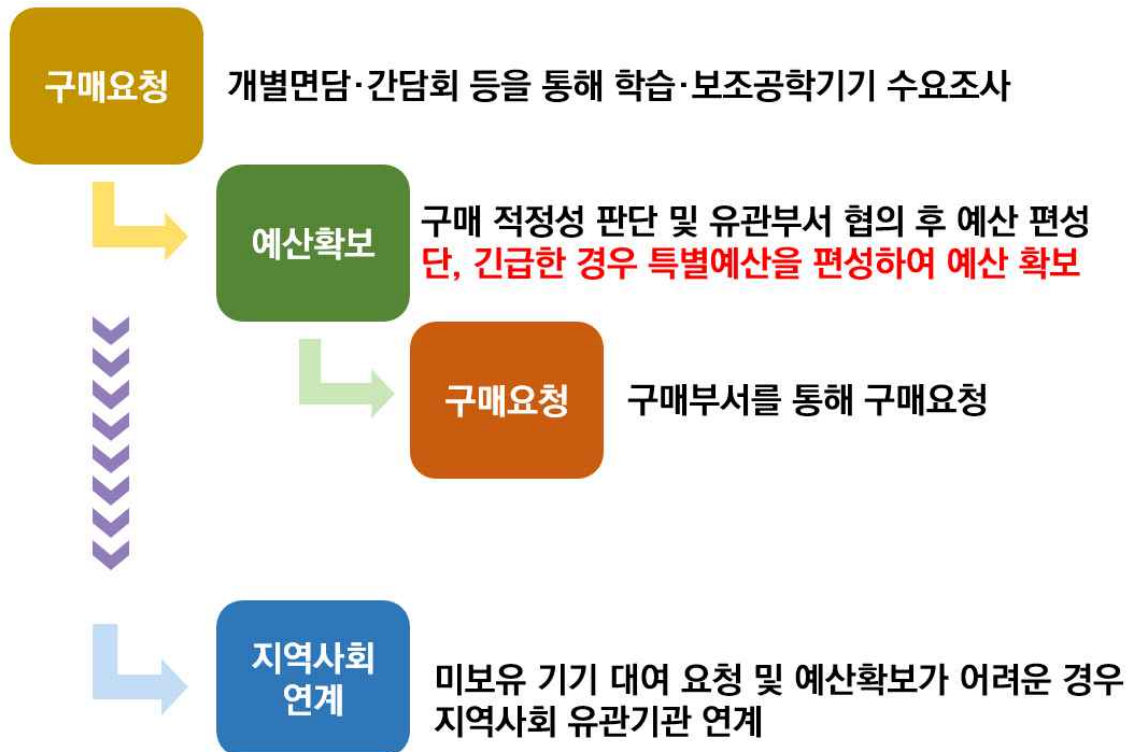 구매요청
개별면담·간담회 등을 통해 학습·보조공학기기 수요조사
예산확보
구매 적정성 판단 및 유관부서 협의 후 예산 편성
단, 긴급한 경우 특별예산을 편성하여 예산 확보
구매요청
구매부서를 통해 구매요청
지역사회
연계
미보유 기기 대여 요청 및 예산확보가 어려운 경우
지역사회 유관기관 연계